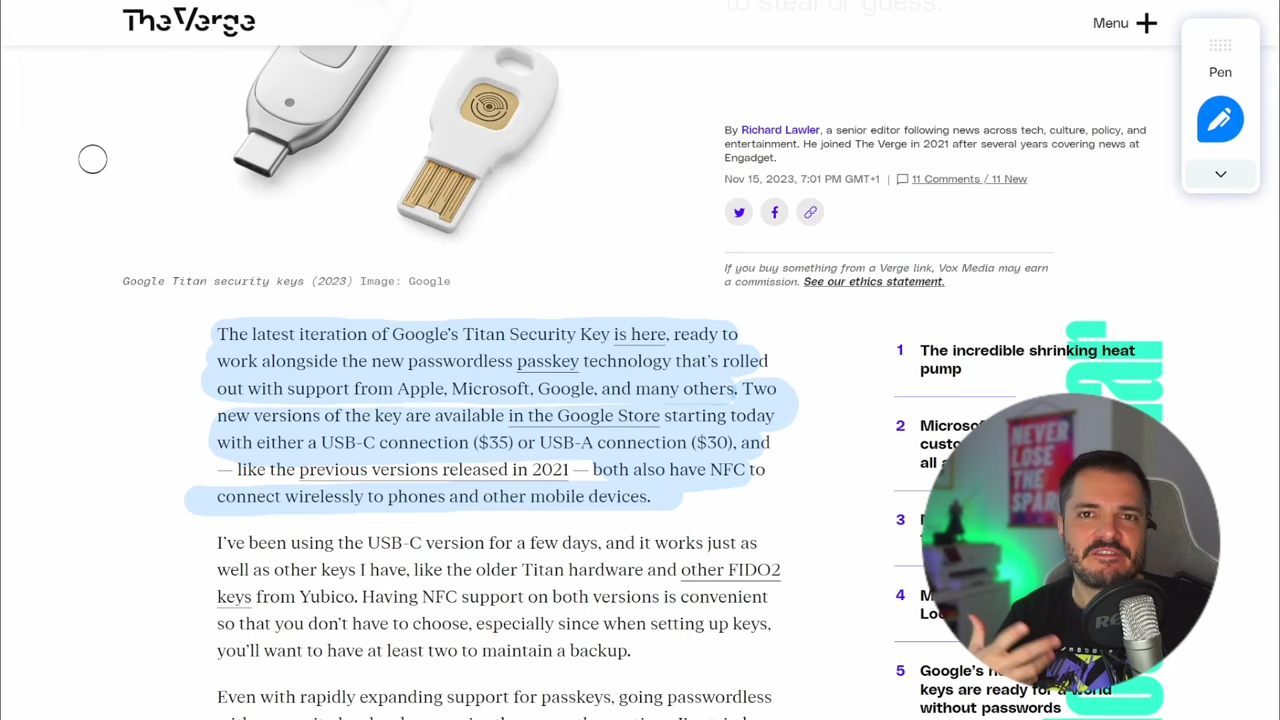 to steal or guess.
The Verge
Menu
Pen
By Richard Lawler, a senior editor following news across tech, culture, policy, and
entertainment. He joined The Verge in 2021 after several years covering news at
Engadget.
Nov 15, 2023, 7:01 PM GMT+1 | 11 Comments / 11 New
If you buy something from a Verge link, Vox Media may earn
a commission. See our ethics statement.
Google Titan security keys (2023) Image: Google
The latest iteration of Google's Titan Security Key is here, ready to
work alongside the new passwordless passkey technology that's rolled
out with support from Apple, Microsoft, Google, and many others. Two
new versions of the key are available in the Google Store starting today
with either a USB-C connection ($35) or USB-A connection ($30), and
— like the previous versions released in 2021 — both also have NFC to
connect wirelessly to phones and other mobile devices.
I've been using the USB-C version for a few days, and it works just as
well as other keys I have, like the older Titan hardware and other FIDO2
keys from Yubico. Having NFC support on both versions is convenient
so that you don't have to choose, especially since when setting up keys,
you'll want to have at least two to maintain a backup.
Even with rapidly expanding support for passkeys, going passwordless
1 The incredible shrinking heat
pump
2
all
3
4
5
keys are ready for a world
without passwords
NEVER
LOSE
THE